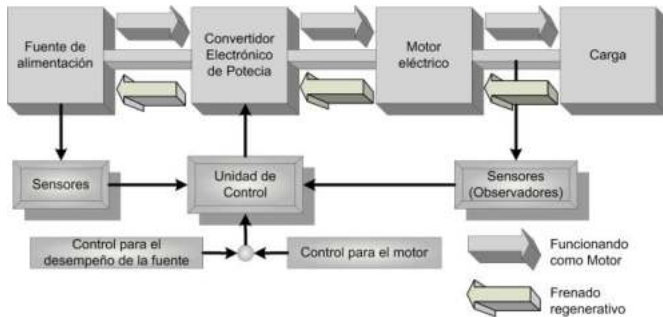 Fuente de
alimentación
Convertidor
Electrónico
de Potecia
Motor
eléctrico
Carga
Sensores
Unidad de
Control
Sensores
(Observadores)
Control para el
desempeño de la fuente
Control para el motor
Funcionando
como Motor
Frenado
regenerativo